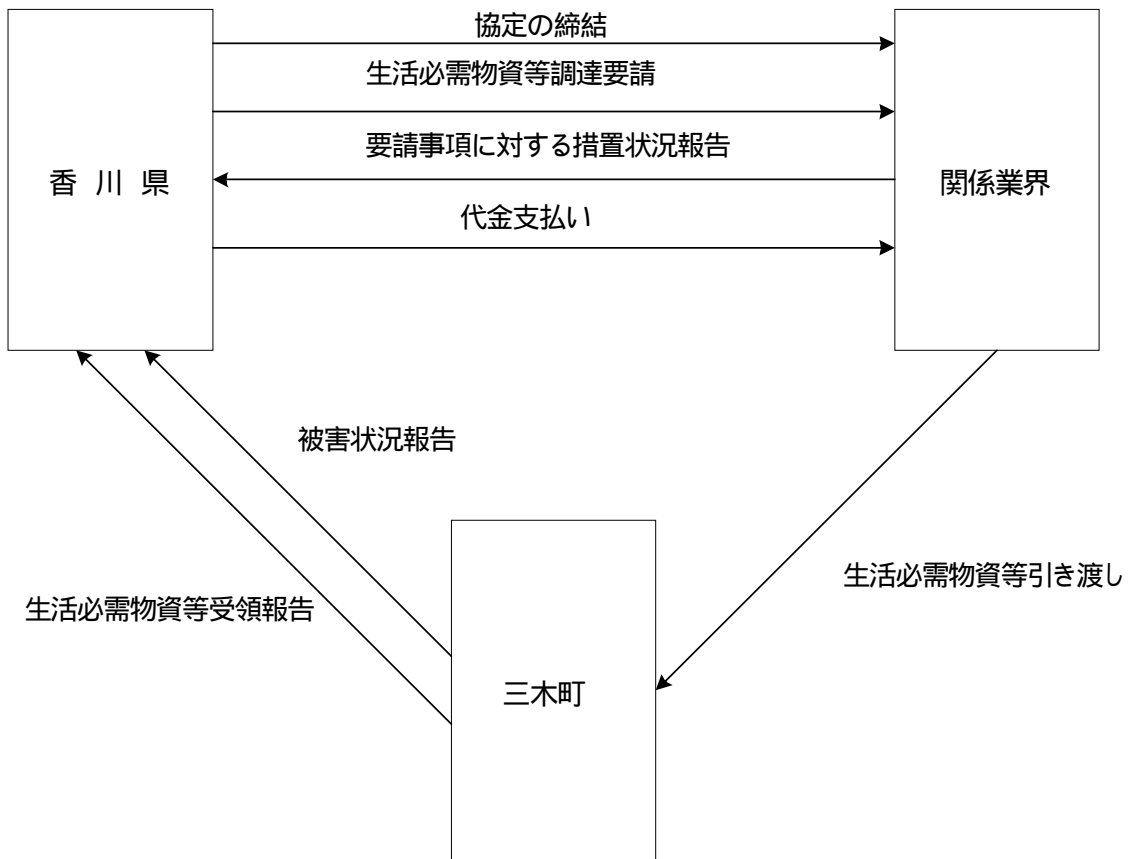 協定の締結
生活必需物資等調達要請
要請事項に対する措置状況報告
香 川 県
関係業界
代金支払い
被害状況報告
生活必需物資等引き渡し
生活必需物資等受領報告
三木町